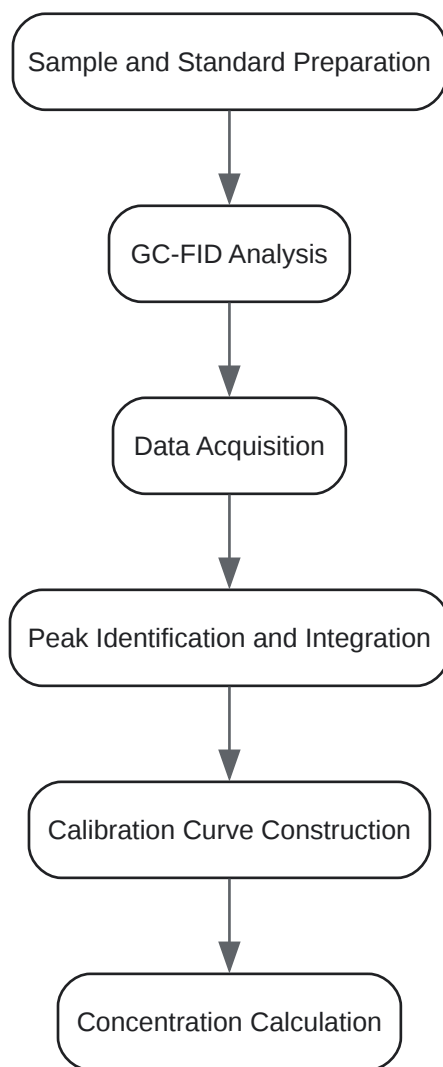 Sample and Standard Preparation
GC-FID Analysis
Data Acquisition
Peak Identification and Integration
Calibration Curve Construction
Concentration Calculation